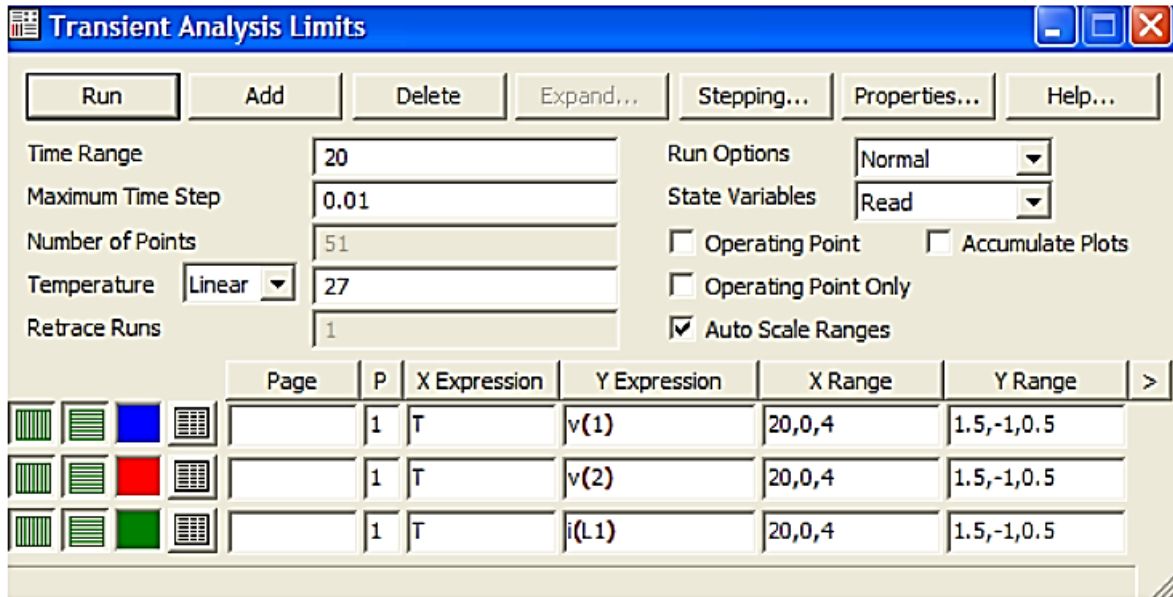 Transient Analysis Limits
Run Add Delete Expand... Stepping... Properties... Help...
Time Range 20 Run Options Normal
Maximum Time Step 0.01 State Variables Read
Number of Points 51 Operating Point Accumulate Plots
Temperature Linear 27 Operating Point Only
Retrace Runs 1 Auto Scale Ranges
Page P X Expression Y Expression X Range Y Range >
1 T v(1) 20,0,4 1.5,-1,0.5
1 T v(2) 20,0,4 1.5,-1,0.5
1 T i(L1) 20,0,4 1.5,-1,0.5